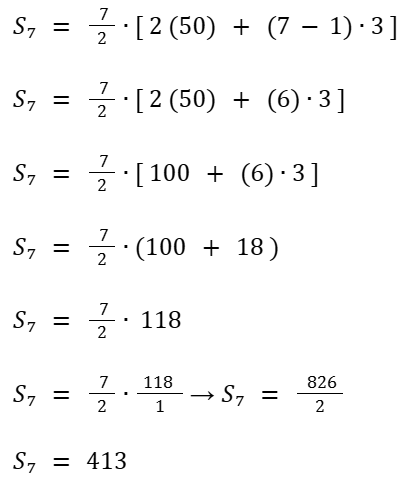 S₇ = 7/2 · [ 2 (50) + (7 − 1) · 3 ]
S₇ = 7/2 · [ 2 (50) + (6) · 3 ]
S₇ = 7/2 · [ 100 + (6) · 3 ]
S₇ = 7/2 · (100 + 18 )
S₇ = 7/2 · 118
S₇ = 7/2 · 118/1 → S₇ = 826/2
S₇ = 413